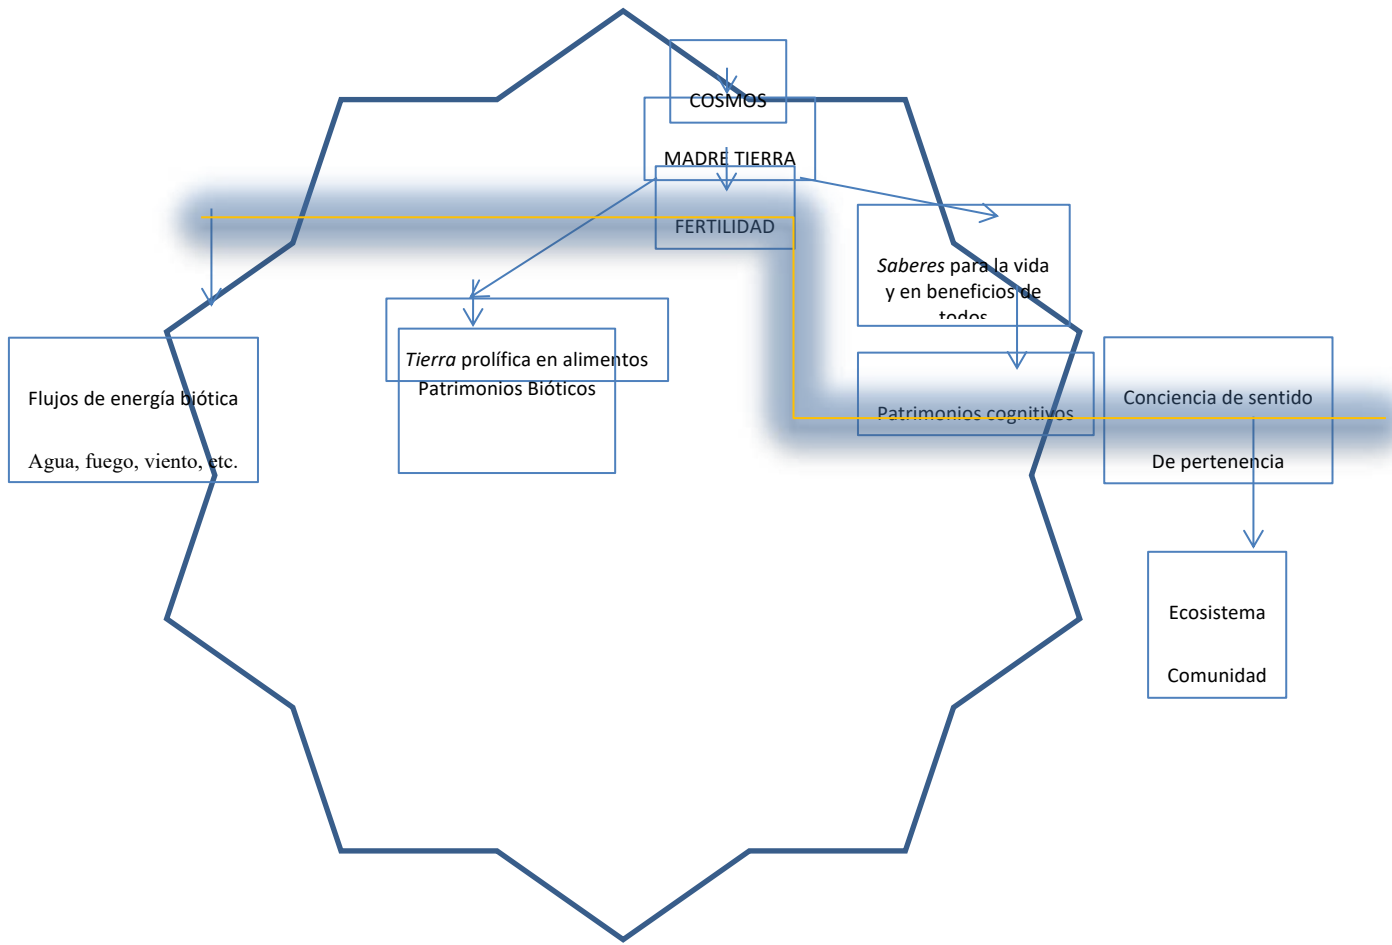 COSMOS
MADRE TIERRA
FERTILIDAD
Saberes para la vida
y en beneficios de
todos
Tierra prolífica en alimentos
Patrimonios Bióticos
Flujos de energía biótica
Agua, fuego, viento, etc.
Patrimonios cognitivos
Conciencia de sentido
De pertenencia
Ecosistema
Comunidad